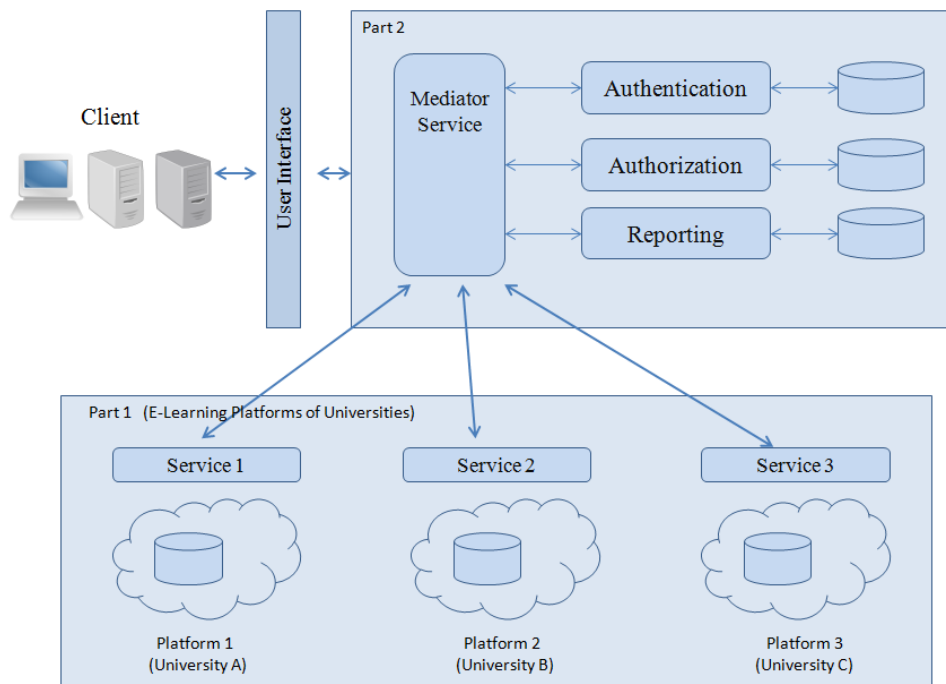 Part 2
Client
User Interface
Mediator
Service
Authentication
Authorization
Reporting
Part 1 (E-Learning Platforms of Universities)
Service 1
Service 2
Service 3
Platform 1
(University A)
Platform 2
(University B)
Platform 3
(University C)